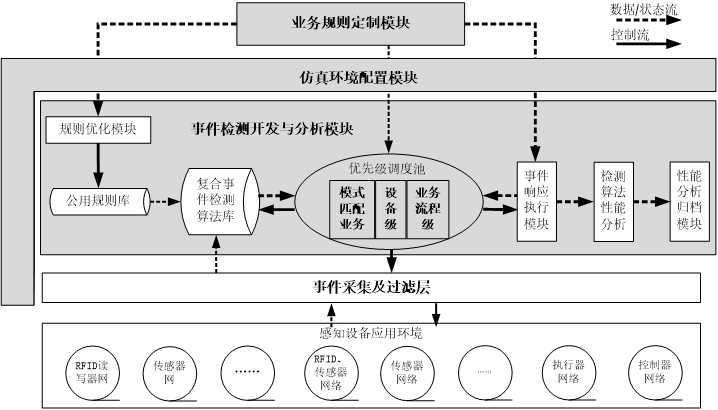 业务规则定制模块
数据/状态流
控制流
仿真环境配置模块
事件检测开发与分析模块
规则优化模块
公用规则库
复合事
件检测
算法库
优先级调度池
模式
匹配
业务
设
备
级
业务
流程
级
事件
响应
执行
模块
检测
算法
性能
分析
性能
分析
归档
模块
事件采集及过滤层
感知设备应用环境
RFID读
写器网
传感器
网
……
RFID、
传感器
网络
传感器
网络
……
执行器
网络
控制器
网络